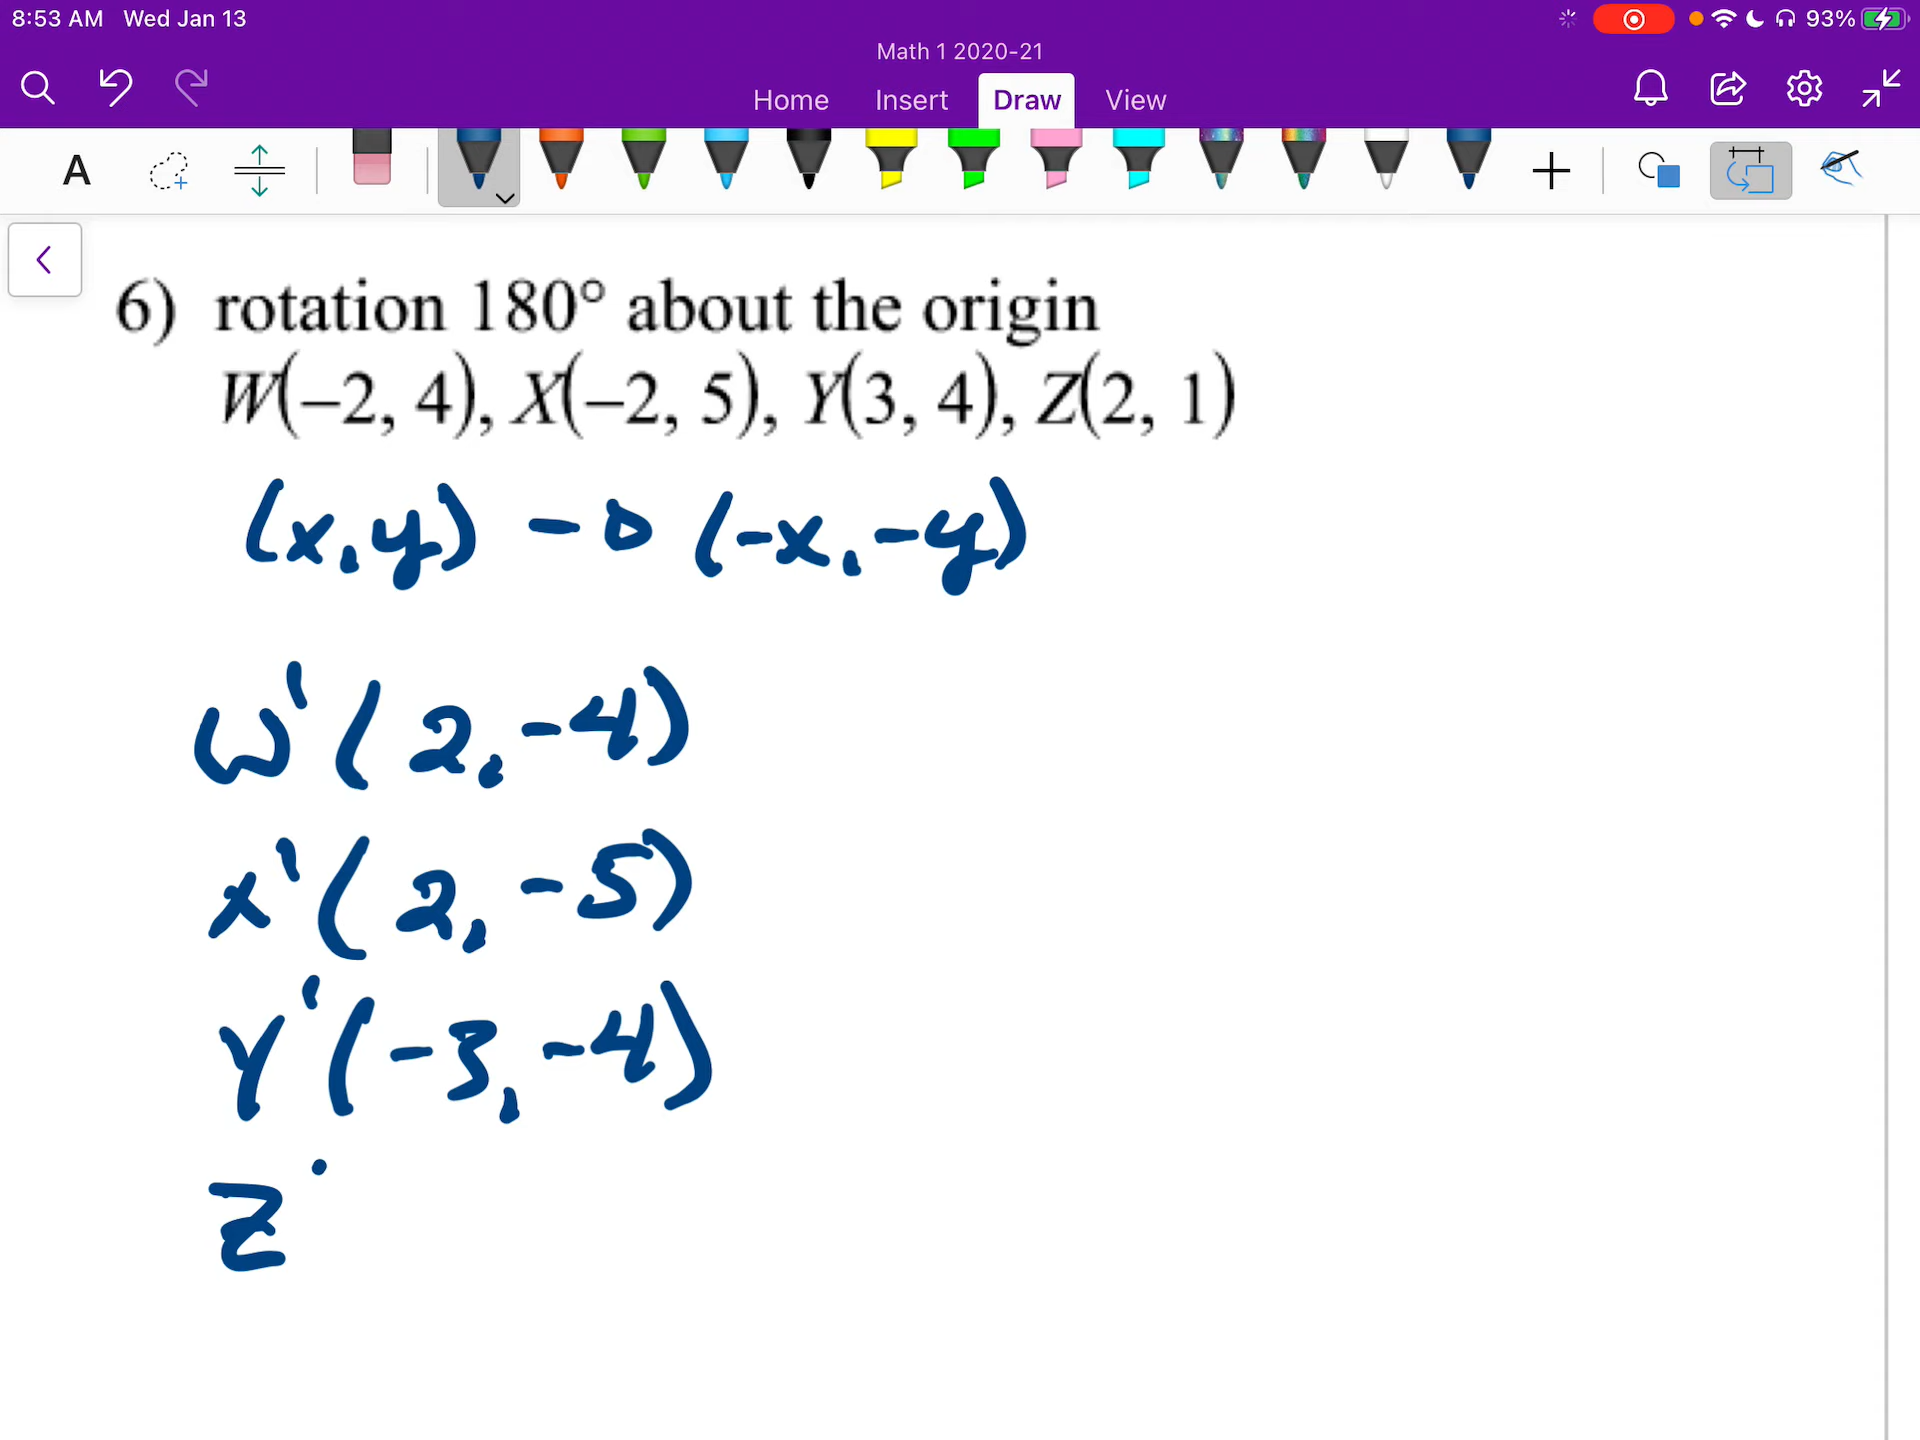 8:53 AM Wed Jan 13
93%
Math 1 2020-21
Home Insert Draw View
A
6) rotation 180° about the origin
W(–2, 4), X(–2, 5), Y(3, 4), Z(2, 1)
(x,y) → (-x,-y)
W'(2,-4)
X'(2,-5)
Y'(-3,-4)
Z'